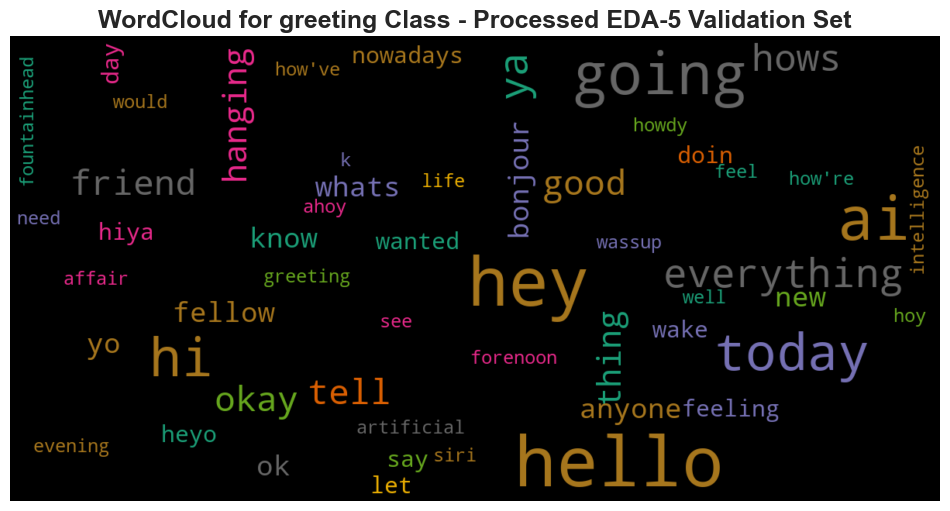 WordCloud for greeting Class - Processed EDA-5 Validation Set
fountainhead
day
would
hanging
how've
nowadays
ya
going
hows
howdy
friend
k
whats
life
ahoy
bonjour
good
doin
feel
how're
intelligence
need
hiya
know
wanted
wassup
ai
affair
greeting
hey
everything
well
new
hoy
fellow
see
thing
wake
today
yo
hi
forenoon
okay
tell
anyone
feeling
evening
heyo
artificial
ok
say
siri
let
hello